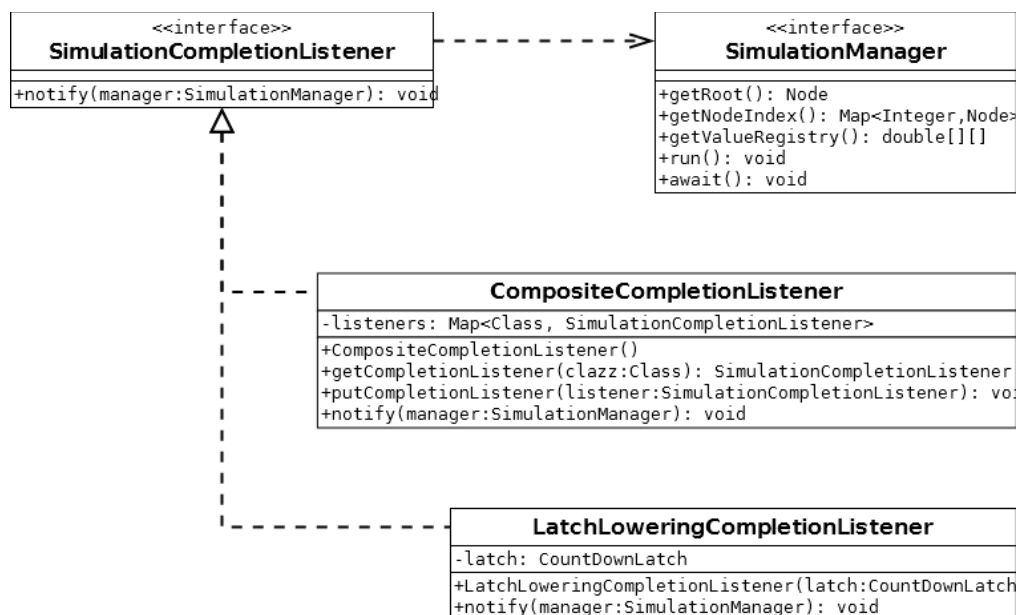 <<interface>>
SimulationCompletionListener
+notify(manager:SimulationManager): void
<<interface>>
SimulationManager
+getRoot(): Node
+getNodeIndex(): Map<Integer,Node>
+getValueRegistry(): double[][]
+run(): void
+await(): void
CompositeCompletionListener
-listeners: Map<Class, SimulationCompletionListener>
+CompositeCompletionListener()
+getCompletionListener(clazz:Class): SimulationCompletionListener
+putCompletionListener(listener:SimulationCompletionListener): voi
+notify(manager:SimulationManager): void
LatchLoweringCompletionListener
-latch: CountDownLatch
+LatchLoweringCompletionListener(latch:CountDownLatch
+notify(manager:SimulationManager): void